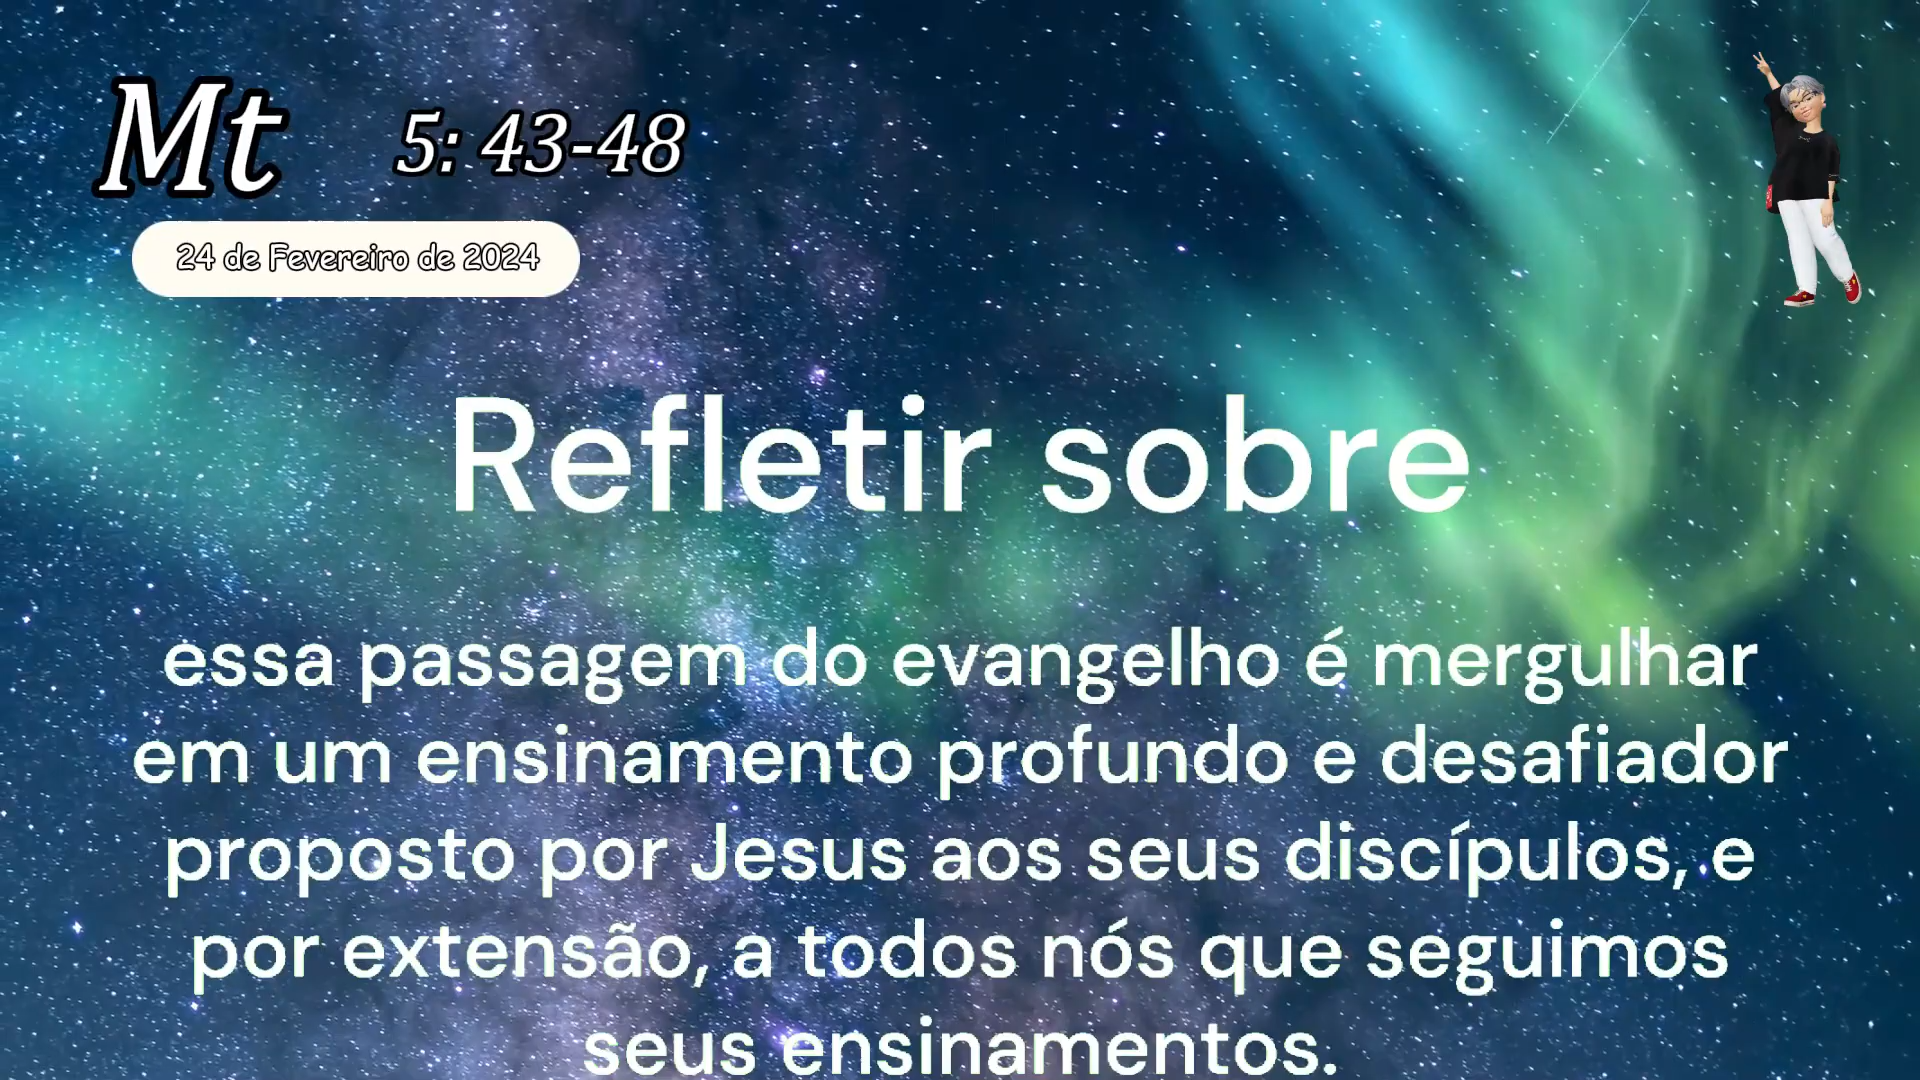 Mt 5: 43-48
24 de Fevereiro de 2024
Refletir sobre
essa passagem do evangelho é mergulhar
em um ensinamento profundo e desafiador
proposto por Jesus aos seus discípulos, e
por extensão, a todos nós que seguimos
seus ensinamentos.